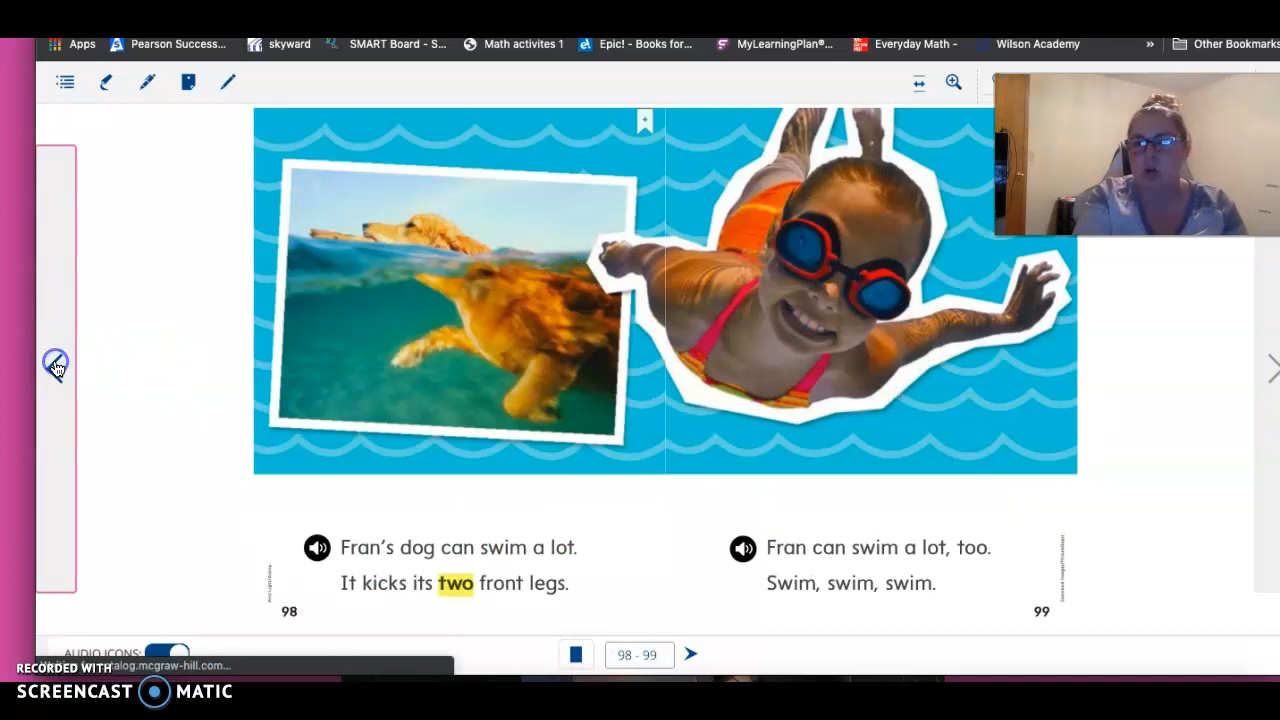 Apps Pearson Success... skyward SMART Board - S... Math activites 1 Epic! - Books for... MyLearningPlan®... Everyday Math - Wilson Academy » Other Bookmarks
Fran's dog can swim a lot.
It kicks its two front legs.
98
Fran can swim a lot, too.
Swim, swim, swim.
99
AUDIO ICONS:
98 - 99
RECORDED WITH
SCREENCAST MATIC